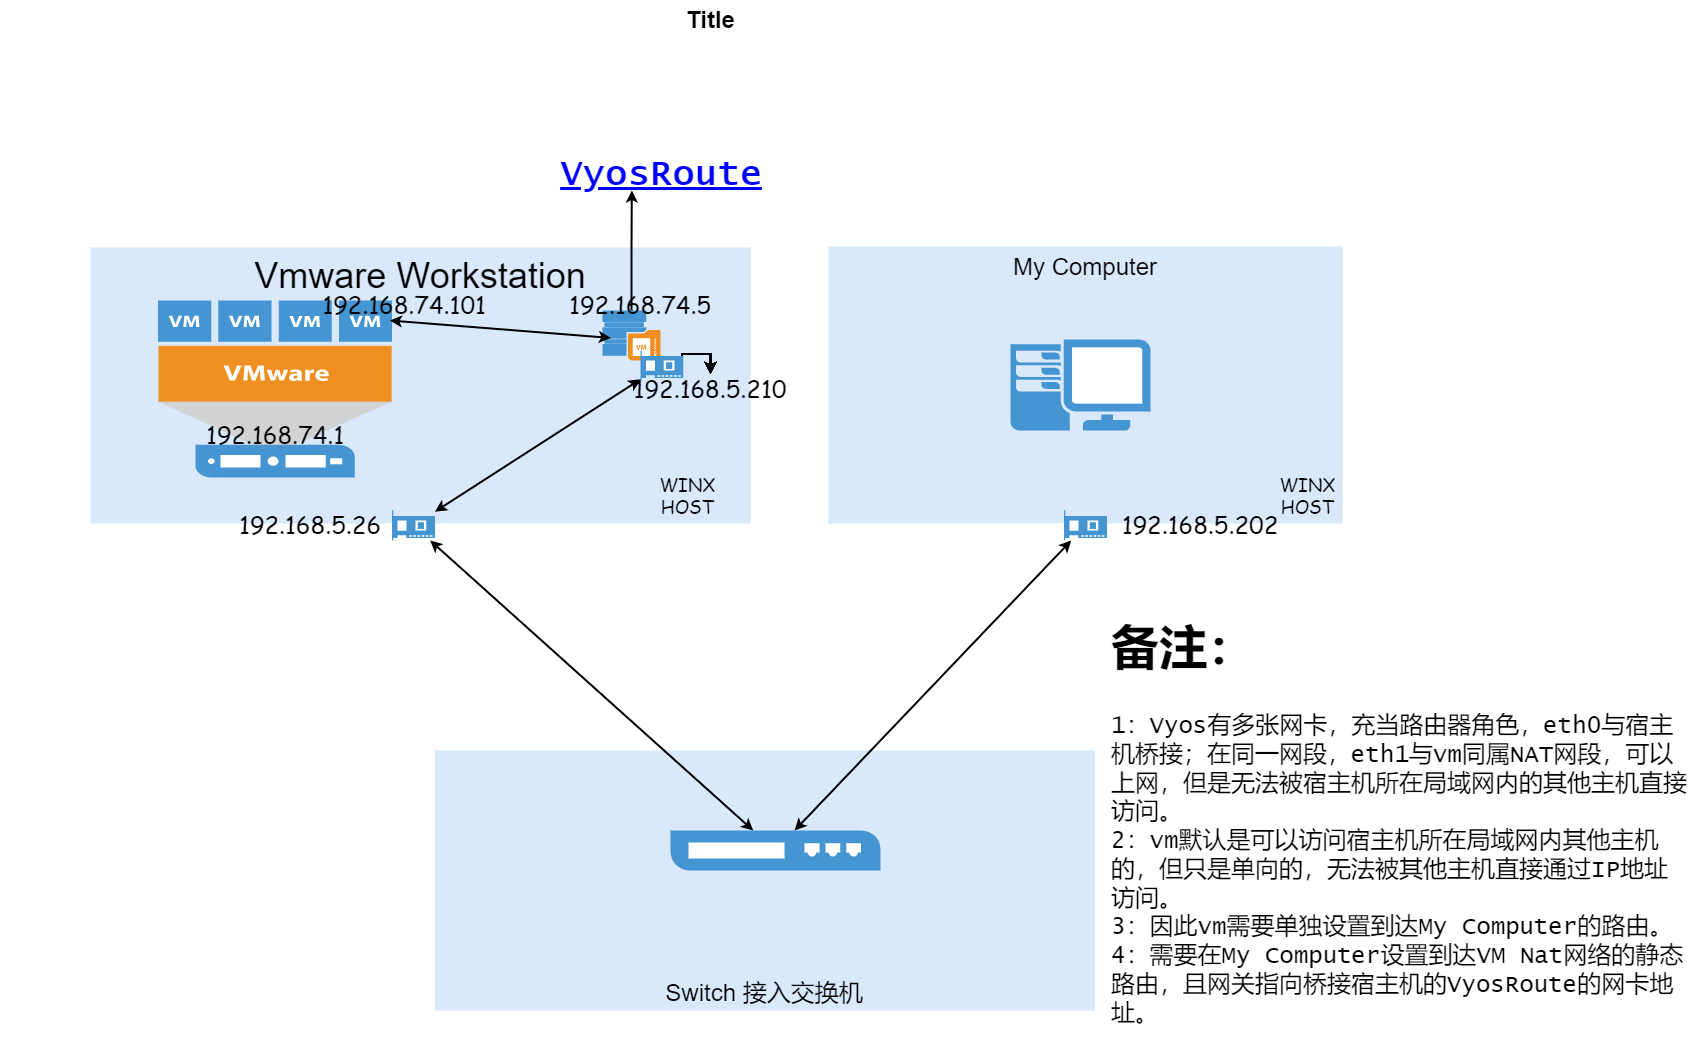 Title
VyosRoute
Vmware Workstation
192.168.74.101
192.168.74.5
VM
VM
VM
VM
VM
VMware
192.168.5.210
192.168.74.1
WINX
HOST
192.168.5.26
My Computer
WINX
HOST
192.168.5.202
备注：
1：Vyos有多张网卡，充当路由器角色，eth0与宿主
机桥接；在同一网段，eth1与vm同属NAT网段，可以
上网，但是无法被宿主机所在局域网内的其他主机直接
访问。
2：vm默认是可以访问宿主机所在局域网内其他主机
的，但只是单向的，无法被其他主机直接通过IP地址
访问。
3：因此vm需要单独设置到达My Computer的路由。
4：需要在My Computer设置到达VM Nat网络的静态
路由，且网关指向桥接宿主机的VyosRoute的网卡地
址。
Switch 接入交换机